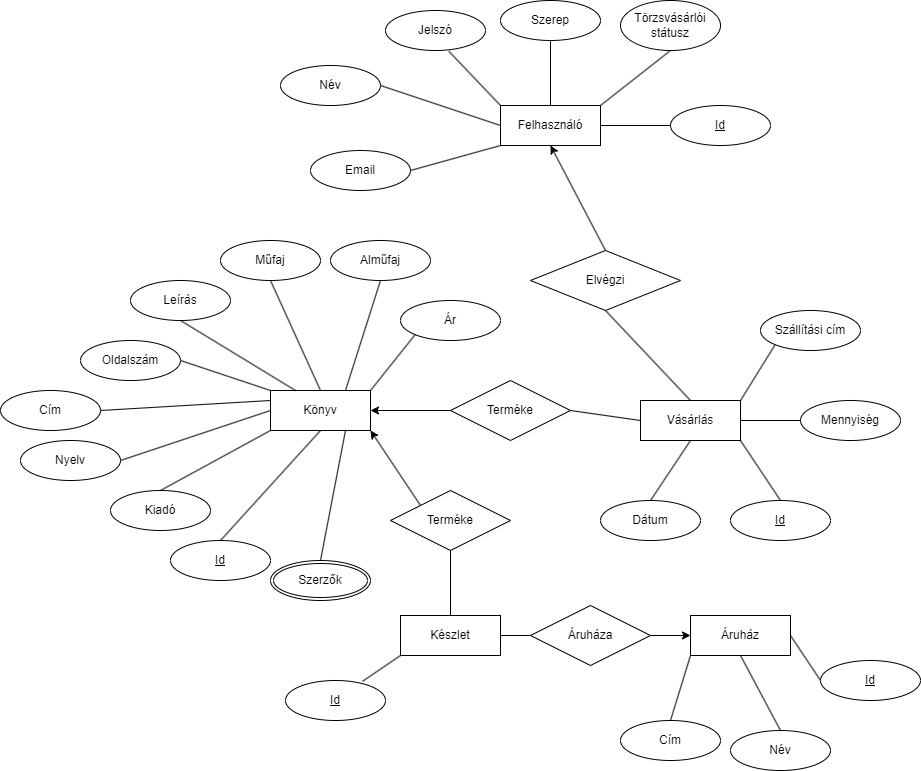 Szerep
Törzsvásárlói
státusz
Jelszó
Név
Felhasználó
Id
Email
Műfaj
Alműfaj
Elvégzi
Leírás
Ár
Szállítási cím
Oldalszám
Cím
Könyv
Terméke
Vásárlás
Mennyiség
Nyelv
Kiadó
Terméke
Dátum
Id
Id
Szerzők
Készlet
Áruháza
Áruház
Id
Id
Cím
Név